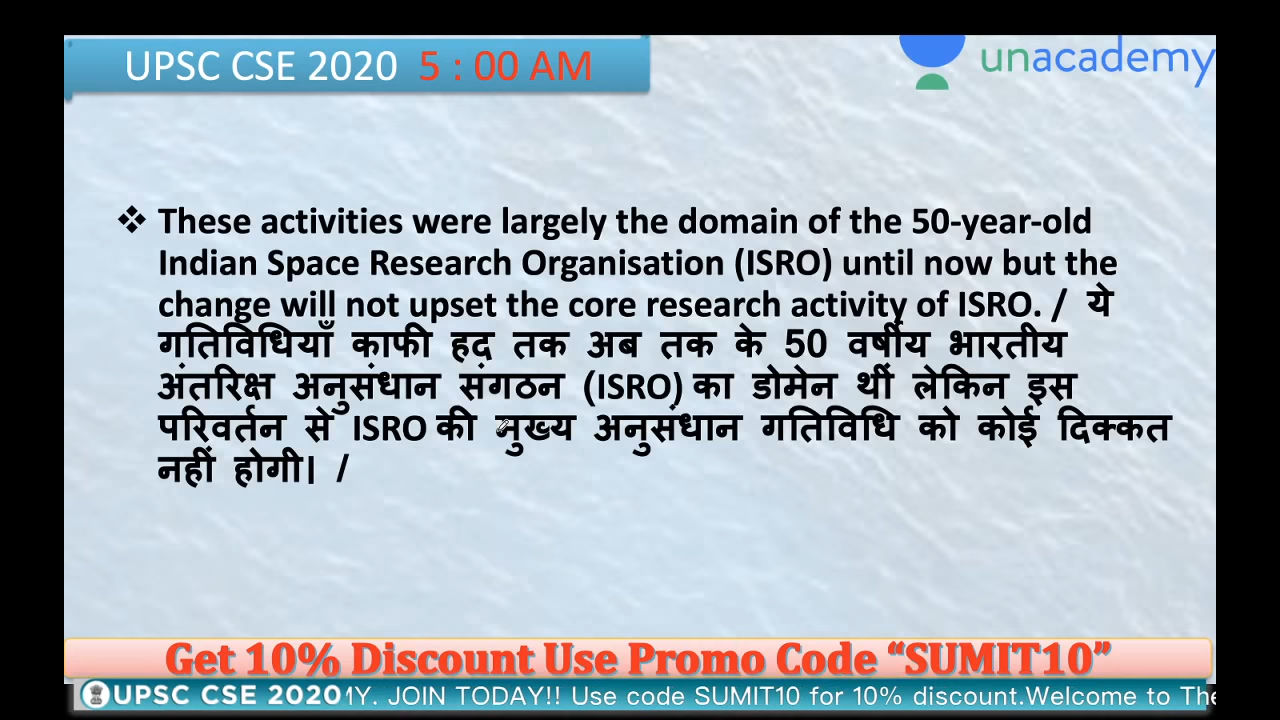 UPSC CSE 2020 5 : 00 AM
unacademy
❖ These activities were largely the domain of the 50-year-old
Indian Space Research Organisation (ISRO) until now but the
change will not upset the core research activity of ISRO. / ये
गतिविधियाँ काफी हद तक अब तक के 50 वर्षीय भारतीय
अंतरिक्ष अनुसंधान संगठन (ISRO) का डोमेन थीं लेकिन इस
परिवर्तन से ISRO की मुख्य अनुसंधान गतिविधि को कोई दिक्कत
नहीं होगी। /
Get 10% Discount Use Promo Code “SUMIT10”
UPSC CSE 2020 MY. JOIN TODAY!! Use code SUMIT10 for 10% discount.Welcome to The